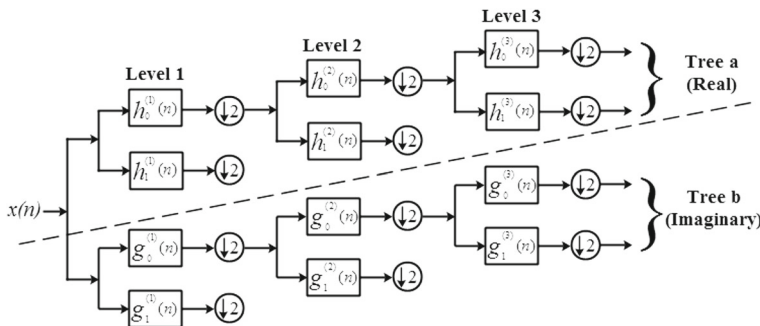 Level 3
Level 2
Level 1
h₀⁽³⁾(n) ↓2
h₀⁽²⁾(n) ↓2
h₀⁽¹⁾(n) ↓2
Tree a
(Real)
h₁⁽³⁾(n) ↓2
h₁⁽²⁾(n) ↓2
h₁⁽¹⁾(n) ↓2
x(n)
g₀⁽³⁾(n) ↓2
g₀⁽²⁾(n) ↓2
g₀⁽¹⁾(n) ↓2
Tree b
(Imaginary)
g₁⁽³⁾(n) ↓2
g₁⁽²⁾(n) ↓2
g₁⁽¹⁾(n) ↓2